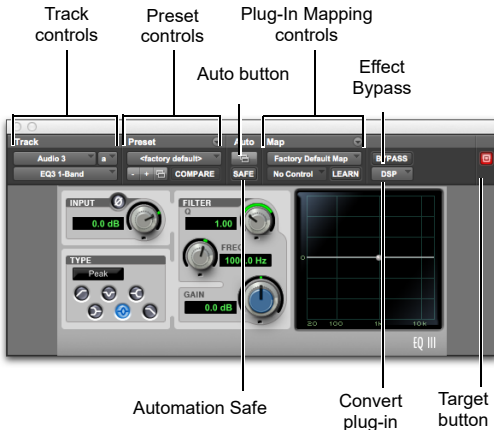 Track
controls
Preset
controls
Plug-In Mapping
controls
Auto button
Effect
Bypass
Track
Preset
Auto
Map
Audio 3
a
<factory default>
Factory Default Map
BYPASS
EQ3 1-Band
- +
COMPARE
SAFE
No Control
LEARN
DSP
INPUT
0.0 dB
FILTER
Q
1.00
FREQ
1000.0 Hz
TYPE
Peak
GAIN
0.0 dB
20 100 1k 10k
EQ III
Automation Safe
Convert
plug-in
Target
button